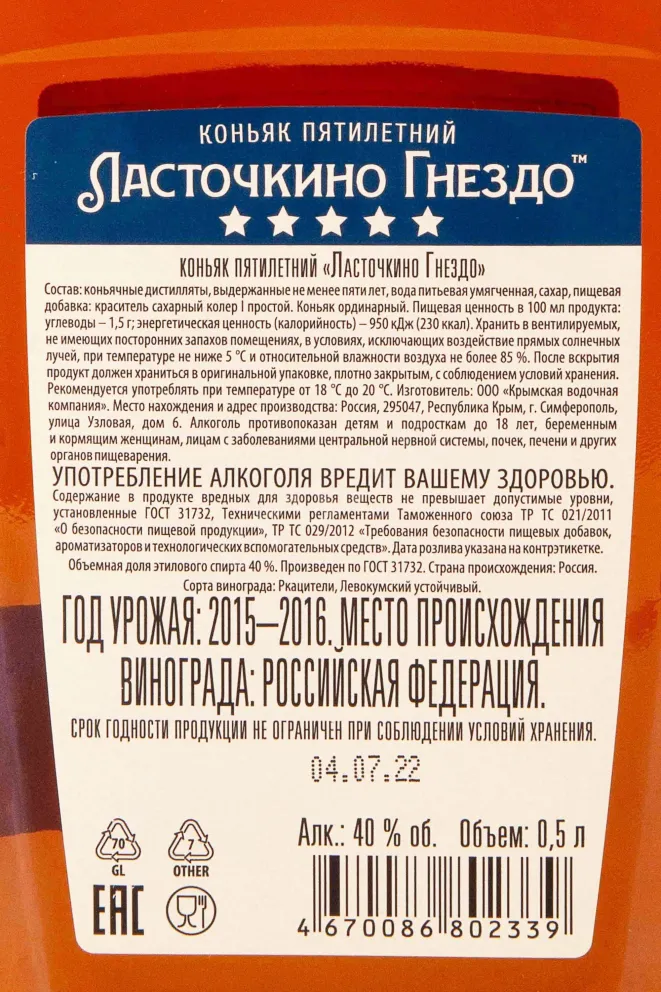 КОНЬЯК ПЯТИЛЕТНИЙ
ЛАСТОЧКИНО ГНЕЗДО™
КОНЬЯК ПЯТИЛЕТНИЙ «ЛАСТОЧКИНО ГНЕЗДО»
Состав: коньячные дистилляты, выдержанные не менее пяти лет, вода питьевая умягченная, сахар, пищевая
добавка: краситель сахарный колер I простой. Коньяк ординарный. Пищевая ценность в 100 мл продукта:
углеводы – 1,5 г; энергетическая ценность (калорийность) – 950 кДж (230 ккал). Хранить в вентилируемых,
не имеющих посторонних запахов помещениях, в условиях, исключающих воздействие прямых солнечных
лучей, при температуре не ниже 5 °С и относительной влажности воздуха не более 85 %. После вскрытия
продукт должен храниться в оригинальной упаковке, плотно закрытым, с соблюдением условий хранения.
Рекомендуется употреблять при температуре от 18 °С до 20 °С. Изготовитель: ООО «Крымская водочная
компания». Место нахождения и адрес производства: Россия, 295047, Республика Крым, г. Симферополь,
улица Узловая, дом 6. Алкоголь противопоказан детям и подросткам до 18 лет, беременным
и кормящим женщинам, лицам с заболеваниями центральной нервной системы, почек, печени и других
органов пищеварения.
УПОТРЕБЛЕНИЕ АЛКОГОЛЯ ВРЕДИТ ВАШЕМУ ЗДОРОВЬЮ.
Содержание в продукте вредных для здоровья веществ не превышает допустимые уровни,
установленные ГОСТ 31732, Техническими регламентами Таможенного союза ТР ТС 021/2011
«О безопасности пищевой продукции», ТР ТС 029/2012 «Требования безопасности пищевых добавок,
ароматизаторов и технологических вспомогательных средств». Дата розлива указана на контрэтикетке.
Объемная доля этилового спирта 40 %. Произведен по ГОСТ 31732. Страна происхождения: Россия.
Сорта винограда: Ркацители, Левокумский устойчивый.
ГОД УРОЖАЯ: 2015–2016. МЕСТО ПРОИСХОЖДЕНИЯ
ВИНОГРАДА: РОССИЙСКАЯ ФЕДЕРАЦИЯ.
СРОК ГОДНОСТИ ПРОДУКЦИИ НЕ ОГРАНИЧЕН ПРИ СОБЛЮДЕНИИ УСЛОВИЙ ХРАНЕНИЯ.
04.07.22
Алк.: 40 % об. Объем: 0,5 л
70 7
GL OTHER
EAC
4 670086 802339